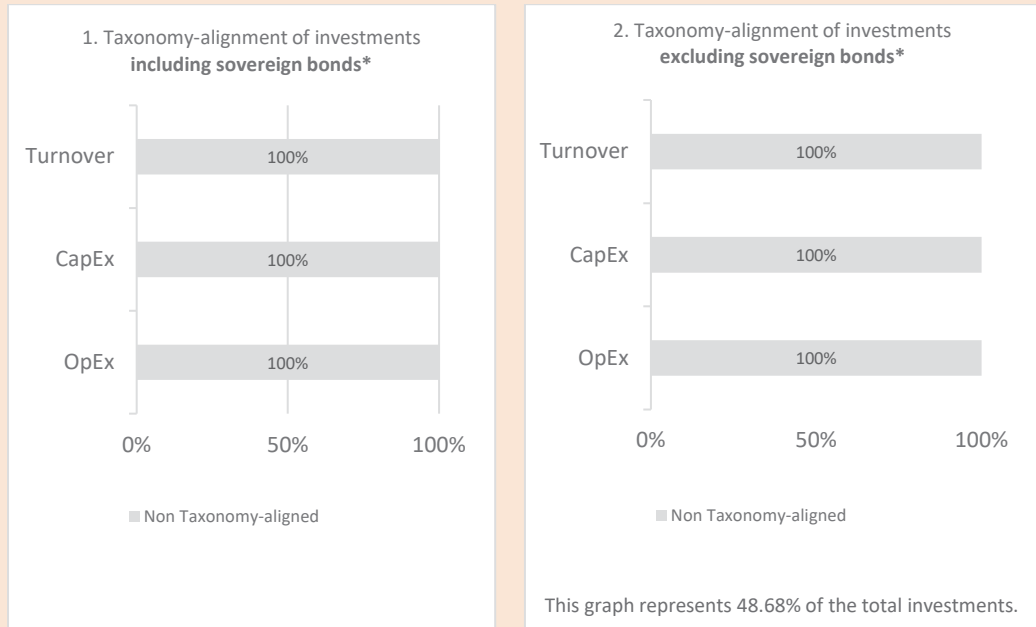 1. Taxonomy-alignment of investments
including sovereign bonds*
Turnover
100%
CapEx
100%
OpEx
100%
0%
50%
100%
Non Taxonomy-aligned
2. Taxonomy-alignment of investments
excluding sovereign bonds*
Turnover
100%
CapEx
100%
OpEx
100%
0%
50%
100%
Non Taxonomy-aligned
This graph represents 48.68% of the total investments.